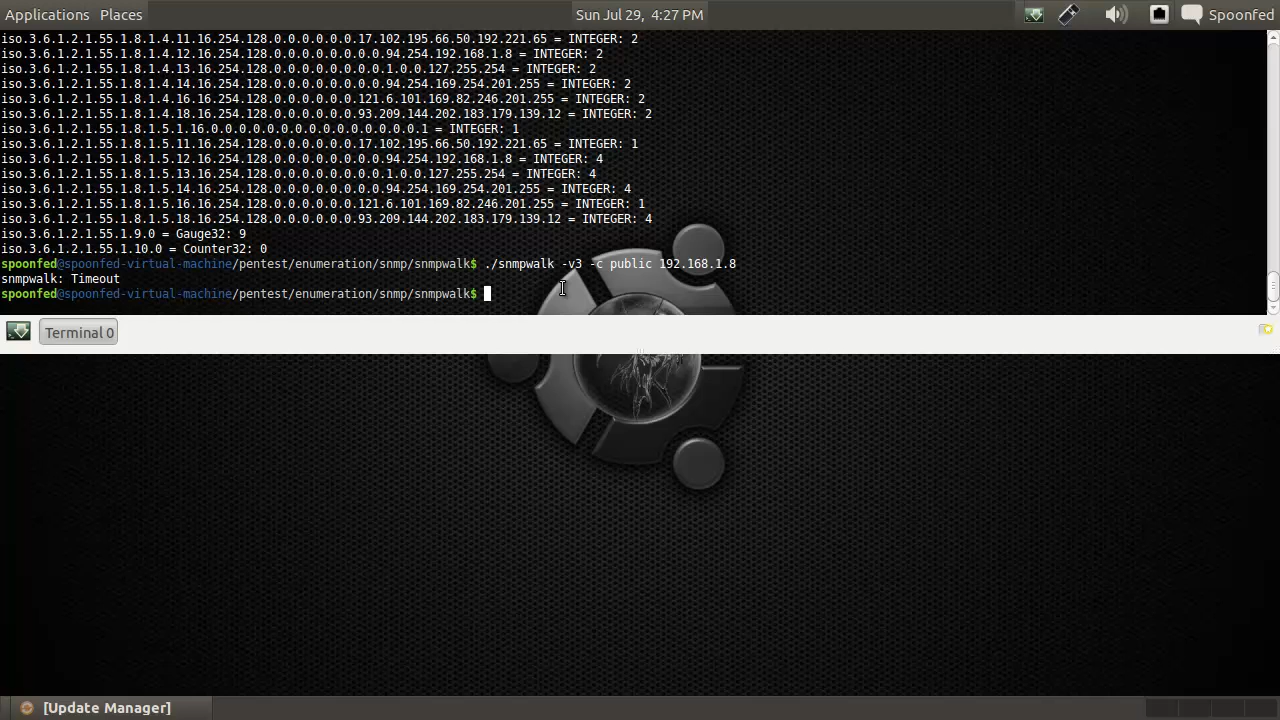 Applications Places Sun Jul 29, 4:27 PM Spoonfed
iso.3.6.1.2.1.55.1.8.1.4.11.16.254.128.0.0.0.0.0.0.17.102.195.66.50.192.221.65 = INTEGER: 2
iso.3.6.1.2.1.55.1.8.1.4.12.16.254.128.0.0.0.0.0.0.0.0.94.254.192.168.1.8 = INTEGER: 2
iso.3.6.1.2.1.55.1.8.1.4.13.16.254.128.0.0.0.0.0.0.0.0.1.0.0.127.255.254 = INTEGER: 2
iso.3.6.1.2.1.55.1.8.1.4.14.16.254.128.0.0.0.0.0.0.0.0.94.254.169.254.201.255 = INTEGER: 2
iso.3.6.1.2.1.55.1.8.1.4.16.16.254.128.0.0.0.0.0.0.121.6.101.169.82.246.201.255 = INTEGER: 2
iso.3.6.1.2.1.55.1.8.1.4.18.16.254.128.0.0.0.0.0.0.93.209.144.202.183.179.139.12 = INTEGER: 2
iso.3.6.1.2.1.55.1.8.1.5.1.16.0.0.0.0.0.0.0.0.0.0.0.0.0.0.0.1 = INTEGER: 1
iso.3.6.1.2.1.55.1.8.1.5.11.16.254.128.0.0.0.0.0.0.17.102.195.66.50.192.221.65 = INTEGER: 1
iso.3.6.1.2.1.55.1.8.1.5.12.16.254.128.0.0.0.0.0.0.0.0.94.254.192.168.1.8 = INTEGER: 4
iso.3.6.1.2.1.55.1.8.1.5.13.16.254.128.0.0.0.0.0.0.0.0.1.0.0.127.255.254 = INTEGER: 4
iso.3.6.1.2.1.55.1.8.1.5.14.16.254.128.0.0.0.0.0.0.0.0.94.254.169.254.201.255 = INTEGER: 4
iso.3.6.1.2.1.55.1.8.1.5.16.16.254.128.0.0.0.0.0.0.121.6.101.169.82.246.201.255 = INTEGER: 1
iso.3.6.1.2.1.55.1.8.1.5.18.16.254.128.0.0.0.0.0.0.93.209.144.202.183.179.139.12 = INTEGER: 4
iso.3.6.1.2.1.55.1.9.0 = Gauge32: 9
iso.3.6.1.2.1.55.1.10.0 = Counter32: 0
spoonfed@spoonfed-virtual-machine/pentest/enumeration/snmp/snmpwalk$ ./snmpwalk -v3 -c public 192.168.1.8
snmpwalk: Timeout
spoonfed@spoonfed-virtual-machine/pentest/enumeration/snmp/snmpwalk$
Terminal 0
[Update Manager]